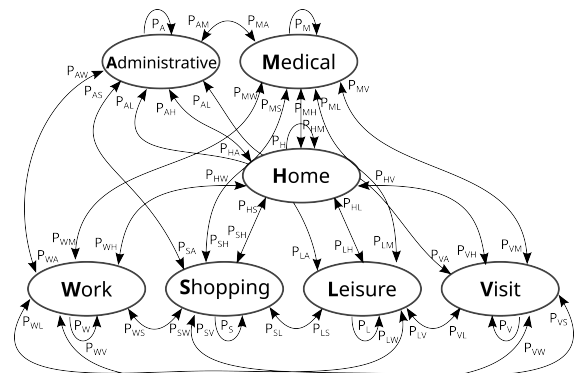 P_A
P_AM
P_MA
P_M
Administrative
Medical
P_AW
P_AS
P_AL
P_AH
P_AL
P_MW
P_MS
P_MH
P_ML
P_MV
P_HM
P_H
P_HA
Home
P_HW
P_HV
P_HS
P_HL
P_SH
P_WM
P_WH
P_SA
P_SH
P_LA
P_LH
P_LM
P_VA
P_VH
P_VM
P_WA
Work
Shopping
Leisure
Visit
P_WL
P_W
P_WS
P_SW
P_SV
P_S
P_SL
P_LS
P_L
P_LW
P_LV
P_VL
P_V
P_VS
P_WV
P_VW